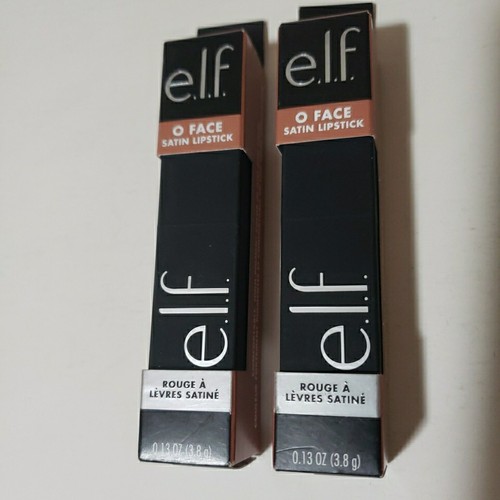 e.l.f.
O FACE
SATIN LIPSTICK
e.l.f.
ROUGE À
LÈVRES SATINÉ
0.13 OZ (3.8 g)
e.l.f.
O FACE
SATIN LIPSTICK
e.l.f.
ROUGE À
LÈVRES SATINÉ
0.13 OZ (3.8 g)